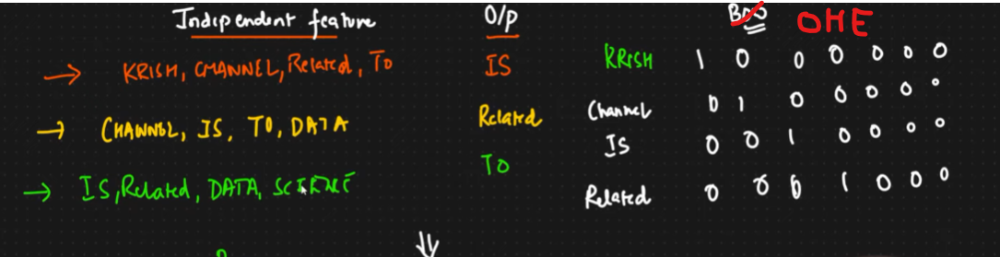 Independent feature O/p BOO OHE
→ KRISH, CHANNEL, Related, To IS KRISH 1 0 0 0 0 0 0
→ CHANNEL, IS, TO, DATA Related Channel 0 1 0 0 0 0 0
IS 0 0 1 0 0 0 0
→ IS, Related, DATA, SCIENCE TO Related 0 0 0 1 0 0 0